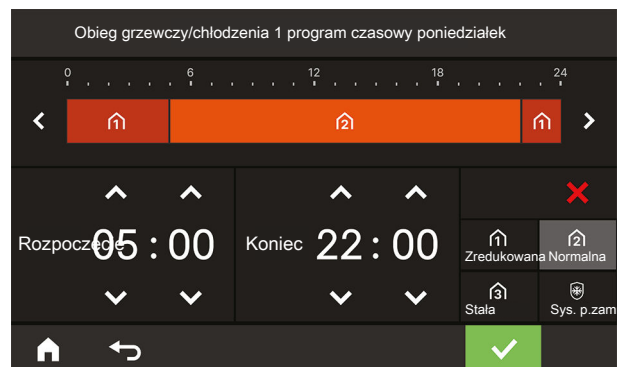 Obieg grzewczy/chłodzenia 1 program czasowy poniedziałek
0 6 12 18 24
1 2 1
Rozpoczęcie 05 : 00 Koniec 22 : 00
1 2
Zredukowana Normalna
3
Stała Sys. p.zam